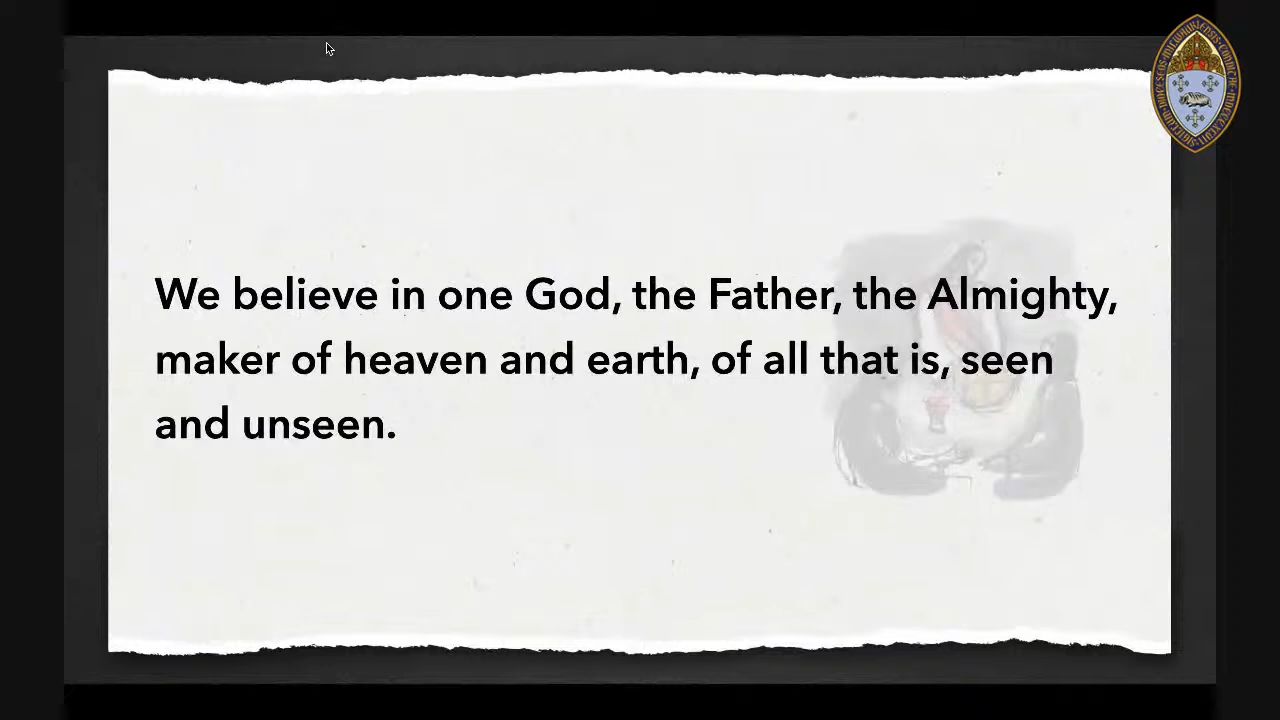 We believe in one God, the Father, the Almighty,
maker of heaven and earth, of all that is, seen
and unseen.